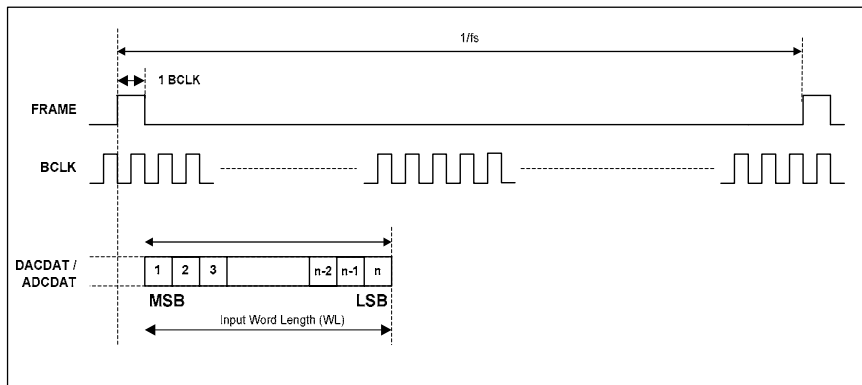 1/fs
1 BCLK
FRAME
BCLK
DACDAT /
ADCDAT
1 2 3 n-2 n-1 n
MSB LSB
Input Word Length (WL)